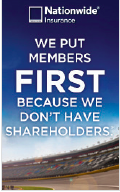 Nationwide®
Insurance
WE PUT
MEMBERS
FIRST
BECAUSE WE
DON'T HAVE
SHAREHOLDERS.